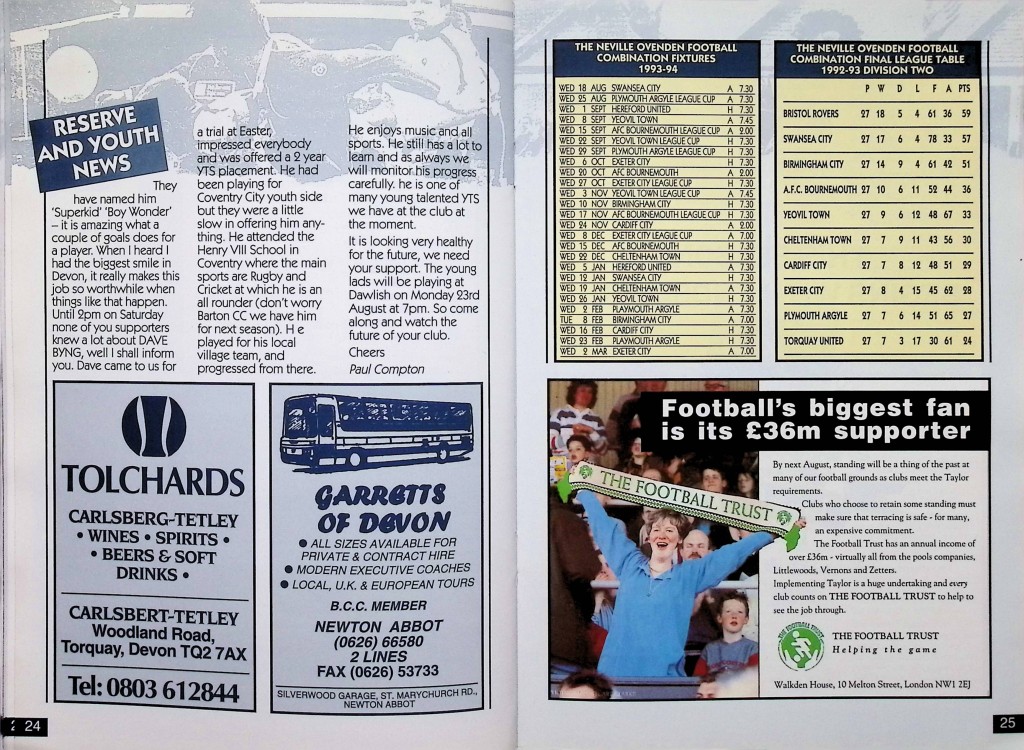 RESERVE
AND YOUTH
NEWS
They
have named him
'Superkid' 'Boy Wonder'
– it is amazing what a
couple of goals does for
a player. When I heard I
had the biggest smile in
Devon, it really makes this
job so worthwhile when
things like that happen.
Until 2pm on Saturday
none of you supporters
knew a lot about DAVE
BYNG, well I shall inform
you. Dave came to us for
a trial at Easter,
impressed everybody
and was offered a 2 year
YTS placement. He had
been playing for
Coventry City youth side
but they were a little
slow in offering him any-
thing. He attended the
Henry VIII School in
Coventry where the main
sports are Rugby and
Cricket at which he is an
all rounder (don't worry
Barton CC we have him
for next season). H e
played for his local
village team, and
progressed from there.
He enjoys music and all
sports. He still has a lot to
learn and as always we
will monitor his progress
carefully. he is one of
many young talented YTS
we have at the club at
the moment.
It is looking very healthy
for the future, we need
your support. The young
lads will be playing at
Dawlish on Monday 23rd
August at 7pm. So come
along and watch the
future of your club.
Cheers
Paul Compton
TOLCHARDS
CARLSBERG-TETLEY
• WINES • SPIRITS •
• BEERS & SOFT
DRINKS •
CARLSBERT-TETLEY
Woodland Road,
Torquay, Devon TQ2 7AX
Tel: 0803 612844
GARRETTS
OF DEVON
● ALL SIZES AVAILABLE FOR
PRIVATE & CONTRACT HIRE
● MODERN EXECUTIVE COACHES
● LOCAL, U.K. & EUROPEAN TOURS
B.C.C. MEMBER
NEWTON ABBOT
(0626) 66580
2 LINES
FAX (0626) 53733
SILVERWOOD GARAGE, ST. MARYCHURCH RD.,
NEWTON ABBOT
24
THE NEVILLE OVENDEN FOOTBALL
COMBINATION FIXTURES
1993-94
WED 18 AUG SWANSEA CITY A 7.30
WED 25 AUG PLYMOUTH ARGYLE LEAGUE CUP A 7.30
WED 1 SEPT HEREFORD UNITED H 7.30
WED 8 SEPT YEOVIL TOWN A 7.45
WED 15 SEPT AFC BOURNEMOUTH LEAGUE CUP A 2.00
WED 22 SEPT YEOVIL TOWN LEAGUE CUP H 7.30
WED 29 SEPT PLYMOUTH ARGYLE LEAGUE CUP H 7.30
WED 6 OCT EXETER CITY H 7.30
WED 20 OCT AFC BOURNEMOUTH A 2.00
WED 27 OCT EXETER CITY LEAGUE CUP H 7.30
WED 3 NOV YEOVIL TOWN LEAGUE CUP A 7.45
WED 10 NOV BIRMINGHAM CITY H 7.30
WED 17 NOV AFC BOURNEMOUTH LEAGUE CUP H 7.30
WED 24 NOV CARDIFF CITY A 2.00
WED 8 DEC EXETER CITY LEAGUE CUP A 7.00
WED 15 DEC AFC BOURNEMOUTH H 7.30
WED 22 DEC CHELTENHAM TOWN H 7.30
WED 5 JAN HEREFORD UNITED A 7.30
WED 12 JAN SWANSEA CITY H 7.30
WED 19 JAN CHELTENHAM TOWN A 7.30
WED 26 JAN YEOVIL TOWN H 7.30
WED 2 FEB PLYMOUTH ARGYLE A 7.30
TUE 8 FEB BIRMINGHAM CITY A 7.00
WED 16 FEB CARDIFF CITY H 7.30
WED 23 FEB PLAYMOUTH ARGYLE H 7.30
WED 2 MAR EXETER CITY A 7.00
THE NEVILLE OVENDEN FOOTBALL
COMBINATION FINAL LEAGUE TABLE
1992-93 DIVISION TWO
P W D L F A PTS
BRISTOL ROVERS 27 18 5 4 61 36 59
SWANSEA CITY 27 17 6 4 78 33 57
BIRMINGHAM CITY 27 14 9 4 61 42 51
A.F.C. BOURNEMOUTH 27 10 6 11 52 44 36
YEOVIL TOWN 27 9 6 12 48 67 33
CHELTENHAM TOWN 27 7 9 11 43 56 30
CARDIFF CITY 27 7 8 12 48 51 29
EXETER CITY 27 8 4 15 45 62 28
PLYMOUTH ARGYLE 27 7 6 14 51 65 27
TORQUAY UNITED 27 7 3 17 30 61 24
Football's biggest fan
is its £36m supporter
THE FOOTBALL TRUST
By next August, standing will be a thing of the past at
many of our football grounds as clubs meet the Taylor
requirements.
Clubs who choose to retain some standing must
make sure that terracing is safe - for many,
an expensive commitment.
The Football Trust has an annual income of
over £36m - virtually all from the pools companies,
Littlewoods, Vernons and Zetters.
Implementing Taylor is a huge undertaking and every
club counts on THE FOOTBALL TRUST to help to
see the job through.
THE FOOTBALL TRUST
THE FOOTBALL TRUST
Helping the game
Walkden House, 10 Melton Street, London NW1 2EJ
25